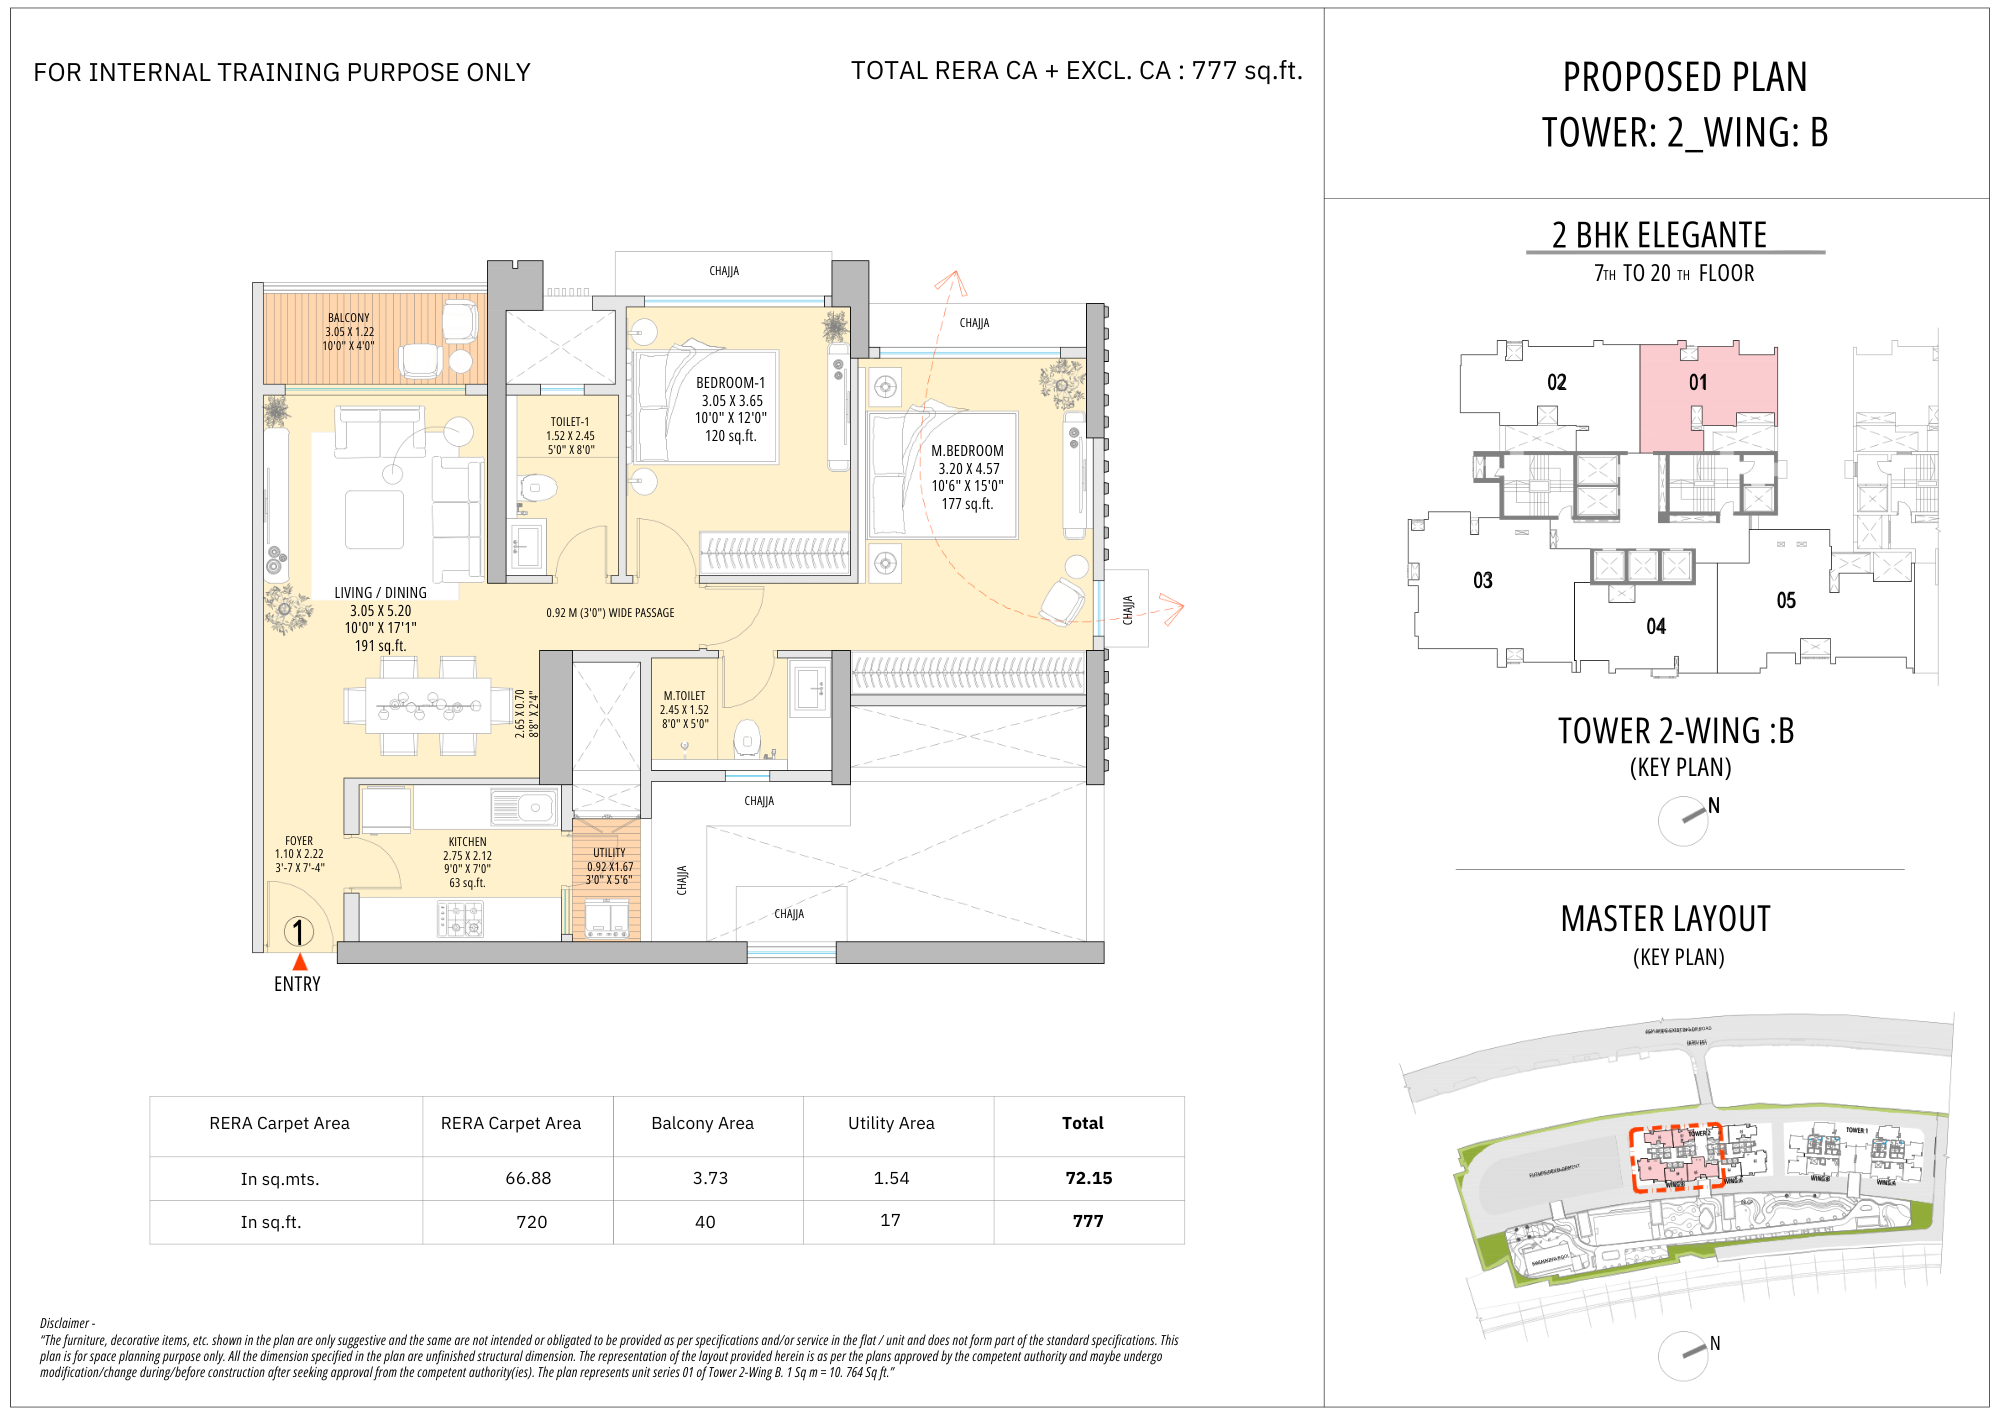 FOR INTERNAL TRAINING PURPOSE ONLY
TOTAL RERA CA + EXCL. CA : 777 sq.ft.
CHAJJA
CHAJJA
BALCONY
3.05 X 1.22
10'0" X 4'0"
BEDROOM-1
3.05 X 3.65
10'0" X 12'0"
120 sq.ft.
TOILET-1
1.52 X 2.45
5'0" X 8'0"
M.BEDROOM
3.20 X 4.57
10'6" X 15'0"
177 sq.ft.
LIVING / DINING
3.05 X 5.20
10'0" X 17'1"
191 sq.ft.
0.92 M (3'0") WIDE PASSAGE
CHAJJA
2.65 X 0.70
8'8" X 2'4"
M.TOILET
2.45 X 1.52
8'0" X 5'0"
CHAJJA
FOYER
1.10 X 2.22
3'-7 X 7'-4"
KITCHEN
2.75 X 2.12
9'0" X 7'0"
63 sq.ft.
UTILITY
0.92 X1.67
3'0" X 5'6"
CHAJJA
CHAJJA
1
ENTRY
RERA Carpet Area RERA Carpet Area Balcony Area Utility Area Total
In sq.mts. 66.88 3.73 1.54 72.15
In sq.ft. 720 40 17 777
Disclaimer -
"The furniture, decorative items, etc. shown in the plan are only suggestive and the same are not intended or obligated to be provided as per specifications and/or service in the flat / unit and does not form part of the standard specifications. This
plan is for space planning purpose only. All the dimension specified in the plan are unfinished structural dimension. The representation of the layout provided herein is as per the plans approved by the competent authority and maybe undergo
modification/change during/before construction after seeking approval from the competent authority(ies). The plan represents unit series 01 of Tower 2-Wing B. 1 Sq m = 10. 764 Sq ft."
PROPOSED PLAN
TOWER: 2_WING: B
2 BHK ELEGANTE
7TH TO 20 TH FLOOR
02
01
03
04
05
TOWER 2-WING :B
(KEY PLAN)
N
MASTER LAYOUT
(KEY PLAN)
TOWER 2
TOWER 1
FUTURE DEVELOPMENT
WING B
WING A
WING B
WING A
N